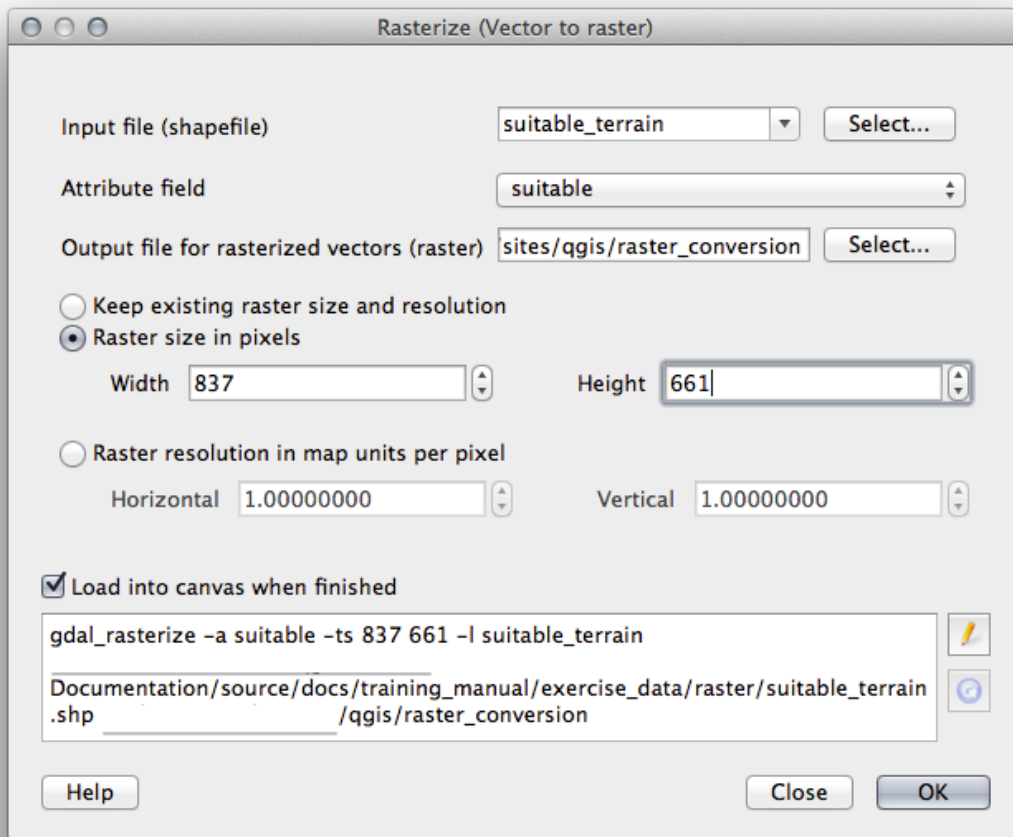 Rasterize (Vector to raster)
Input file (shapefile) suitable_terrain Select...
Attribute field suitable
Output file for rasterized vectors (raster) sites/qgis/raster_conversion Select...
Keep existing raster size and resolution
Raster size in pixels
Width 837 Height 661
Raster resolution in map units per pixel
Horizontal 1.00000000 Vertical 1.00000000
Load into canvas when finished
gdal_rasterize -a suitable -ts 837 661 -l suitable_terrain
Documentation/source/docs/training_manual/exercise_data/raster/suitable_terrain
.shp /qgis/raster_conversion
Help Close OK